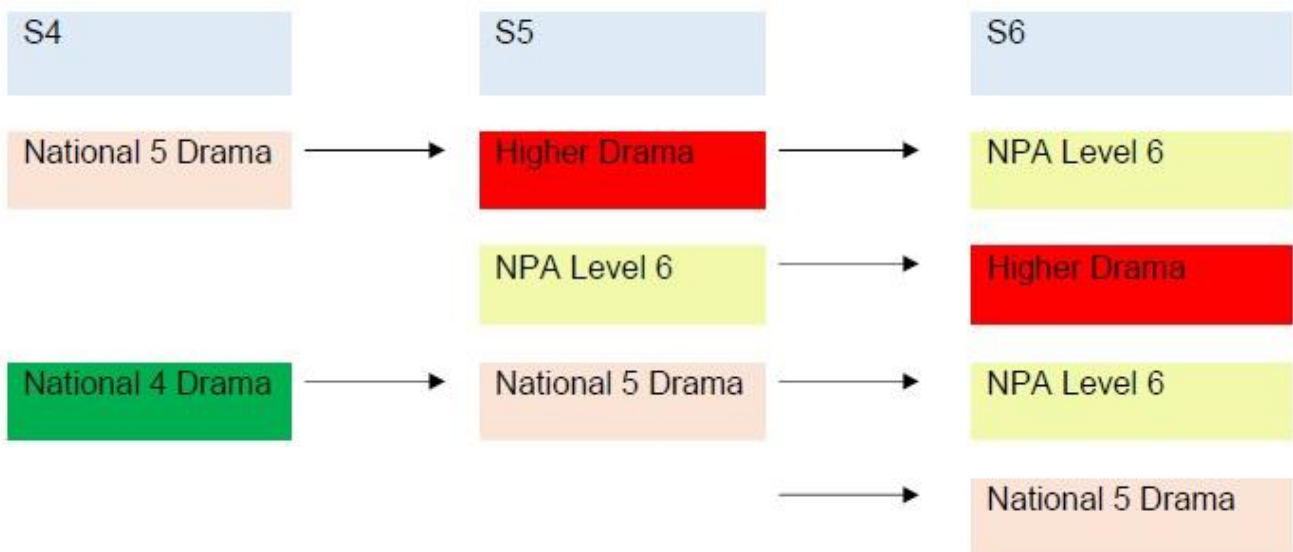 S4
S5
S6
National 5 Drama
Higher Drama
NPA Level 6
NPA Level 6
Higher Drama
National 4 Drama
National 5 Drama
NPA Level 6
National 5 Drama